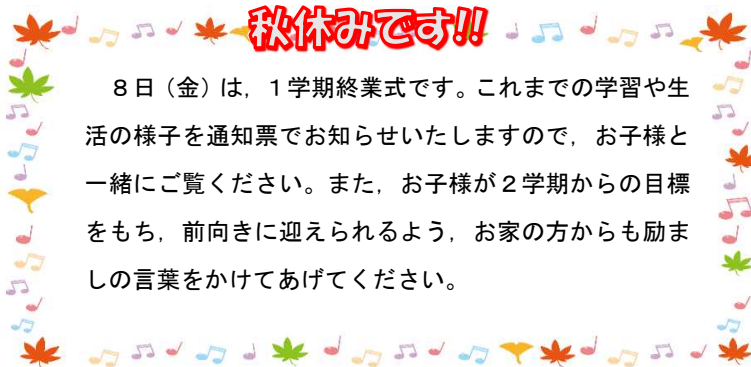 秋休みです!!
　８日（金）は，１学期終業式です。これまでの学習や生
活の様子を通知票でお知らせいたしますので，お子様と
一緒にご覧ください。また，お子様が２学期からの目標
をもち，前向きに迎えられるよう，お家の方からも励ま
しの言葉をかけてあげてください。